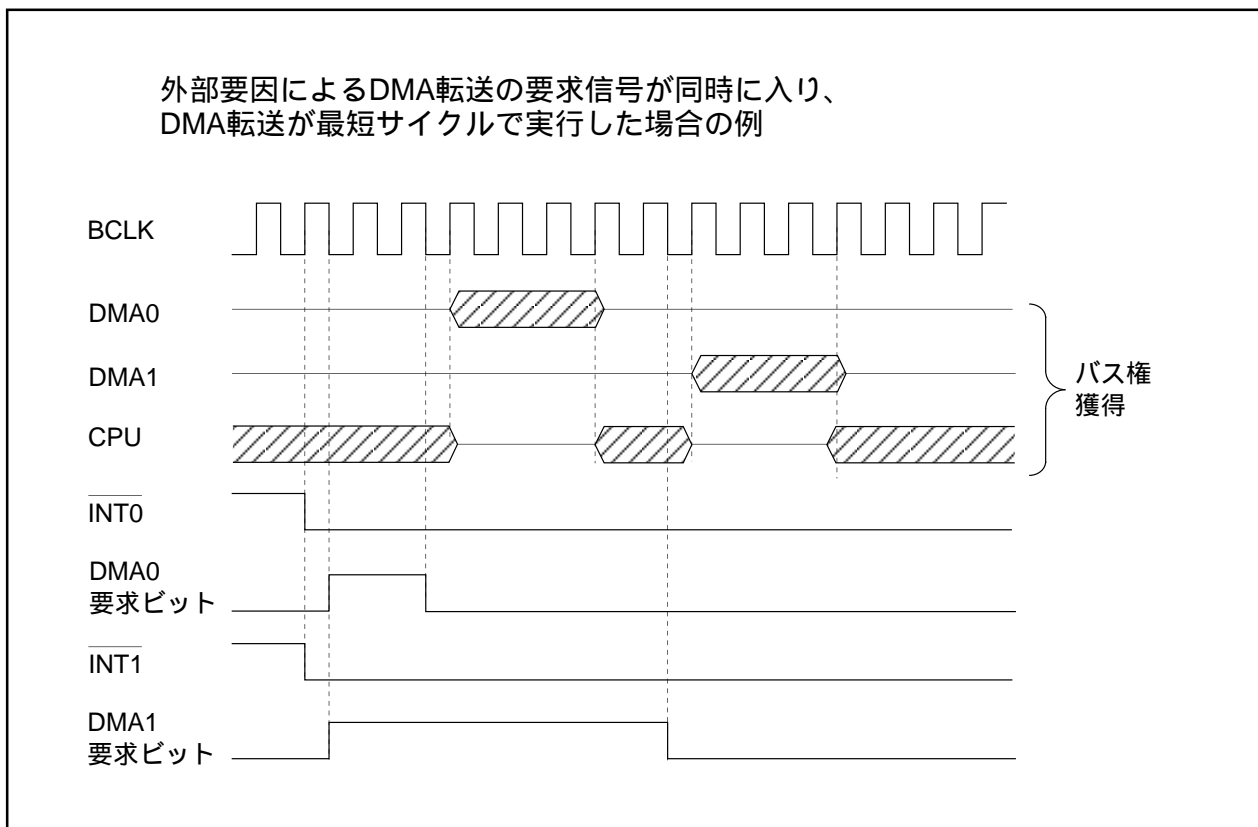 外部要因によるDMA転送の要求信号が同時に入り、
DMA転送が最短サイクルで実行した場合の例
BCLK
DMA0
DMA1
CPU
バス権
獲得
INT0
DMA0
要求ビット
INT1
DMA1
要求ビット